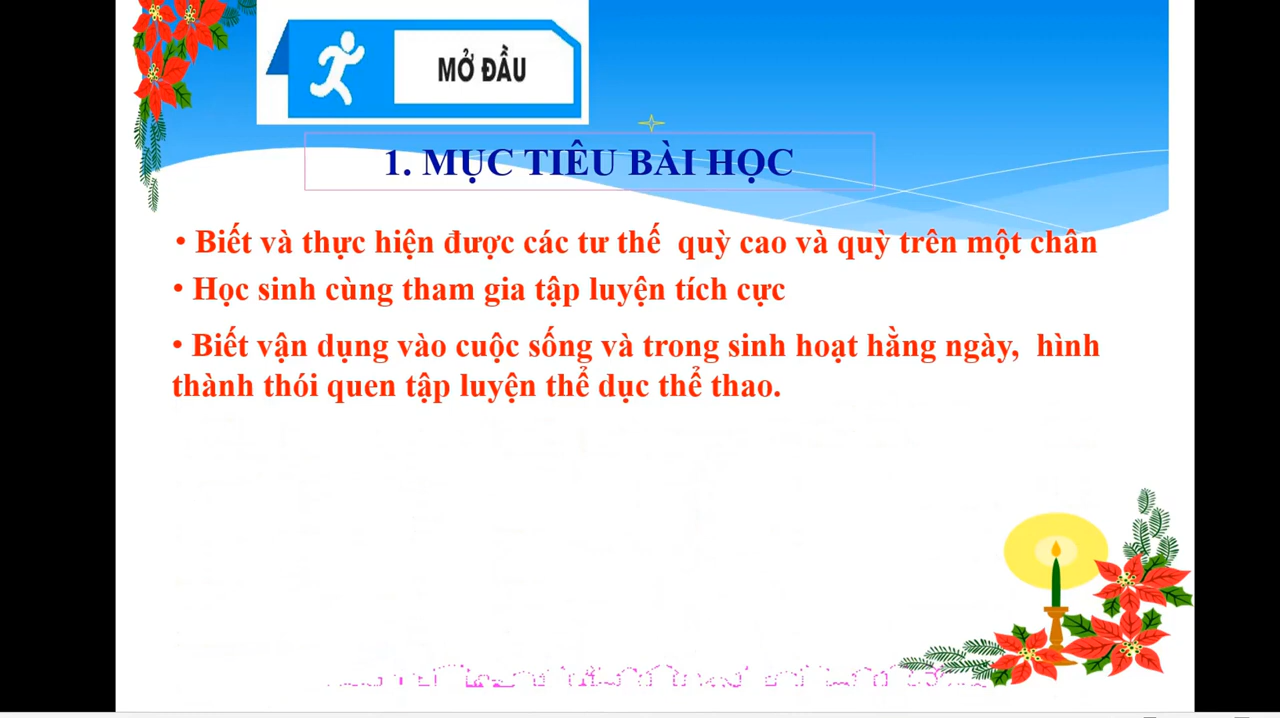 MỞ ĐẦU
1. MỤC TIÊU BÀI HỌC
• Biết và thực hiện được các tư thế quỳ cao và quỳ trên một chân
• Học sinh cùng tham gia tập luyện tích cực
• Biết vận dụng vào cuộc sống và trong sinh hoạt hằng ngày, hình
thành thói quen tập luyện thể dục thể thao.